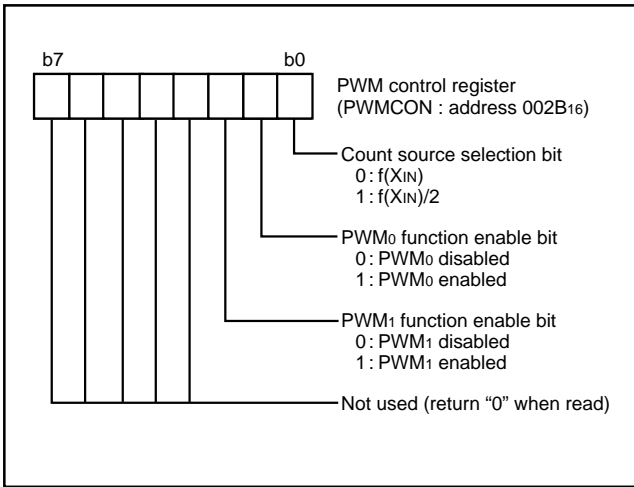 b7 b0
PWM control register
(PWMCON : address 002B16)
Count source selection bit
0 : f(XIN)
1 : f(XIN)/2
PWM0 function enable bit
0 : PWM0 disabled
1 : PWM0 enabled
PWM1 function enable bit
0 : PWM1 disabled
1 : PWM1 enabled
Not used (return “0” when read)